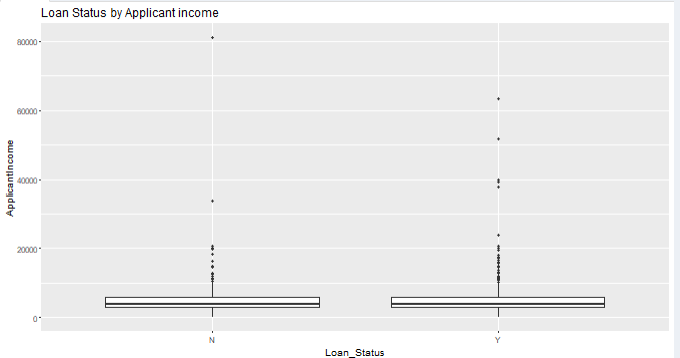 Loan Status by Applicant income
80000
60000
40000
20000
0
ApplicantIncome
N
Y
Loan_Status